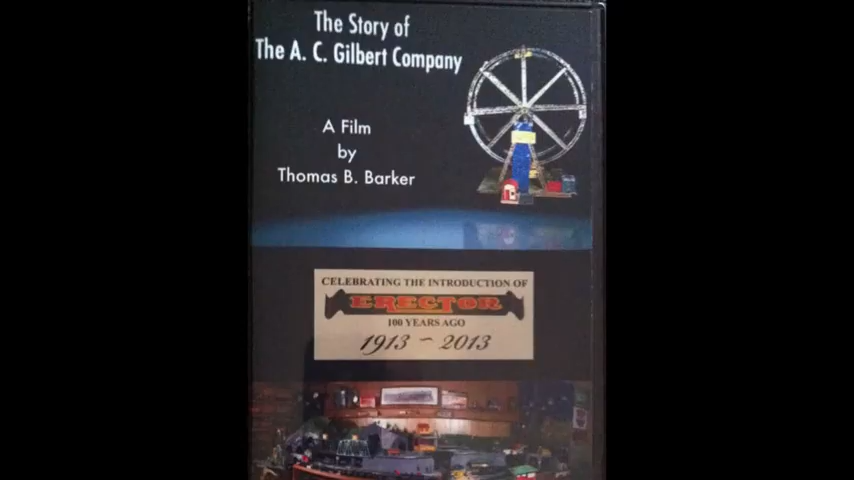 The Story of
The A. C. Gilbert Company
A Film
by
Thomas B. Barker
CELEBRATING THE INTRODUCTION OF
ERECTOR
100 YEARS AGO
1913 ~ 2013